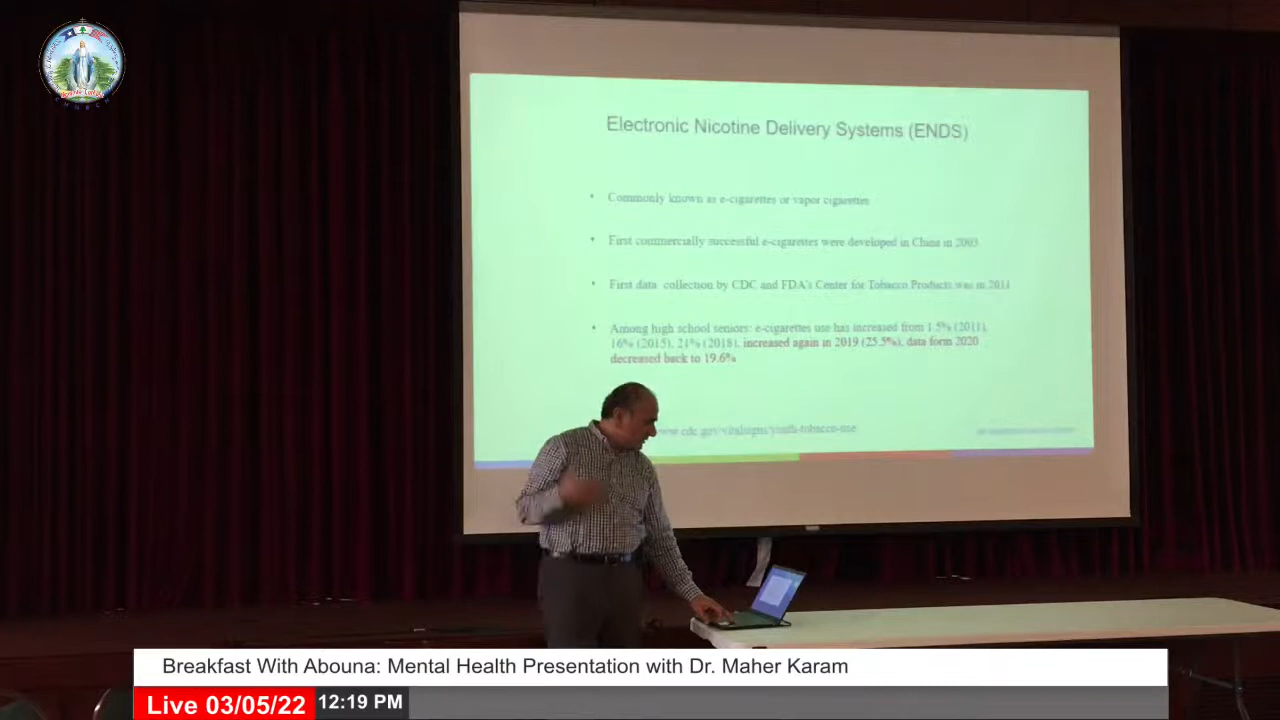 Electronic Nicotine Delivery Systems (ENDS)
• Commonly known as e-cigarettes or vapor cigarettes
• First commercially successful e-cigarettes were developed in China in 2003
• First data collection by CDC and FDA's Center for Tobacco Products was in 2011
• Among high school seniors: e-cigarettes use has increased from 1.5% (2011),
16% (2015), 21% (2018), increased again in 2019 (25.5%), data form 2020
decreased back to 19.6%
www.cdc.gov/vitalsigns/youth-tobacco-use
CHURCH
Breakfast With Abouna: Mental Health Presentation with Dr. Maher Karam
Live 03/05/22 12:19 PM